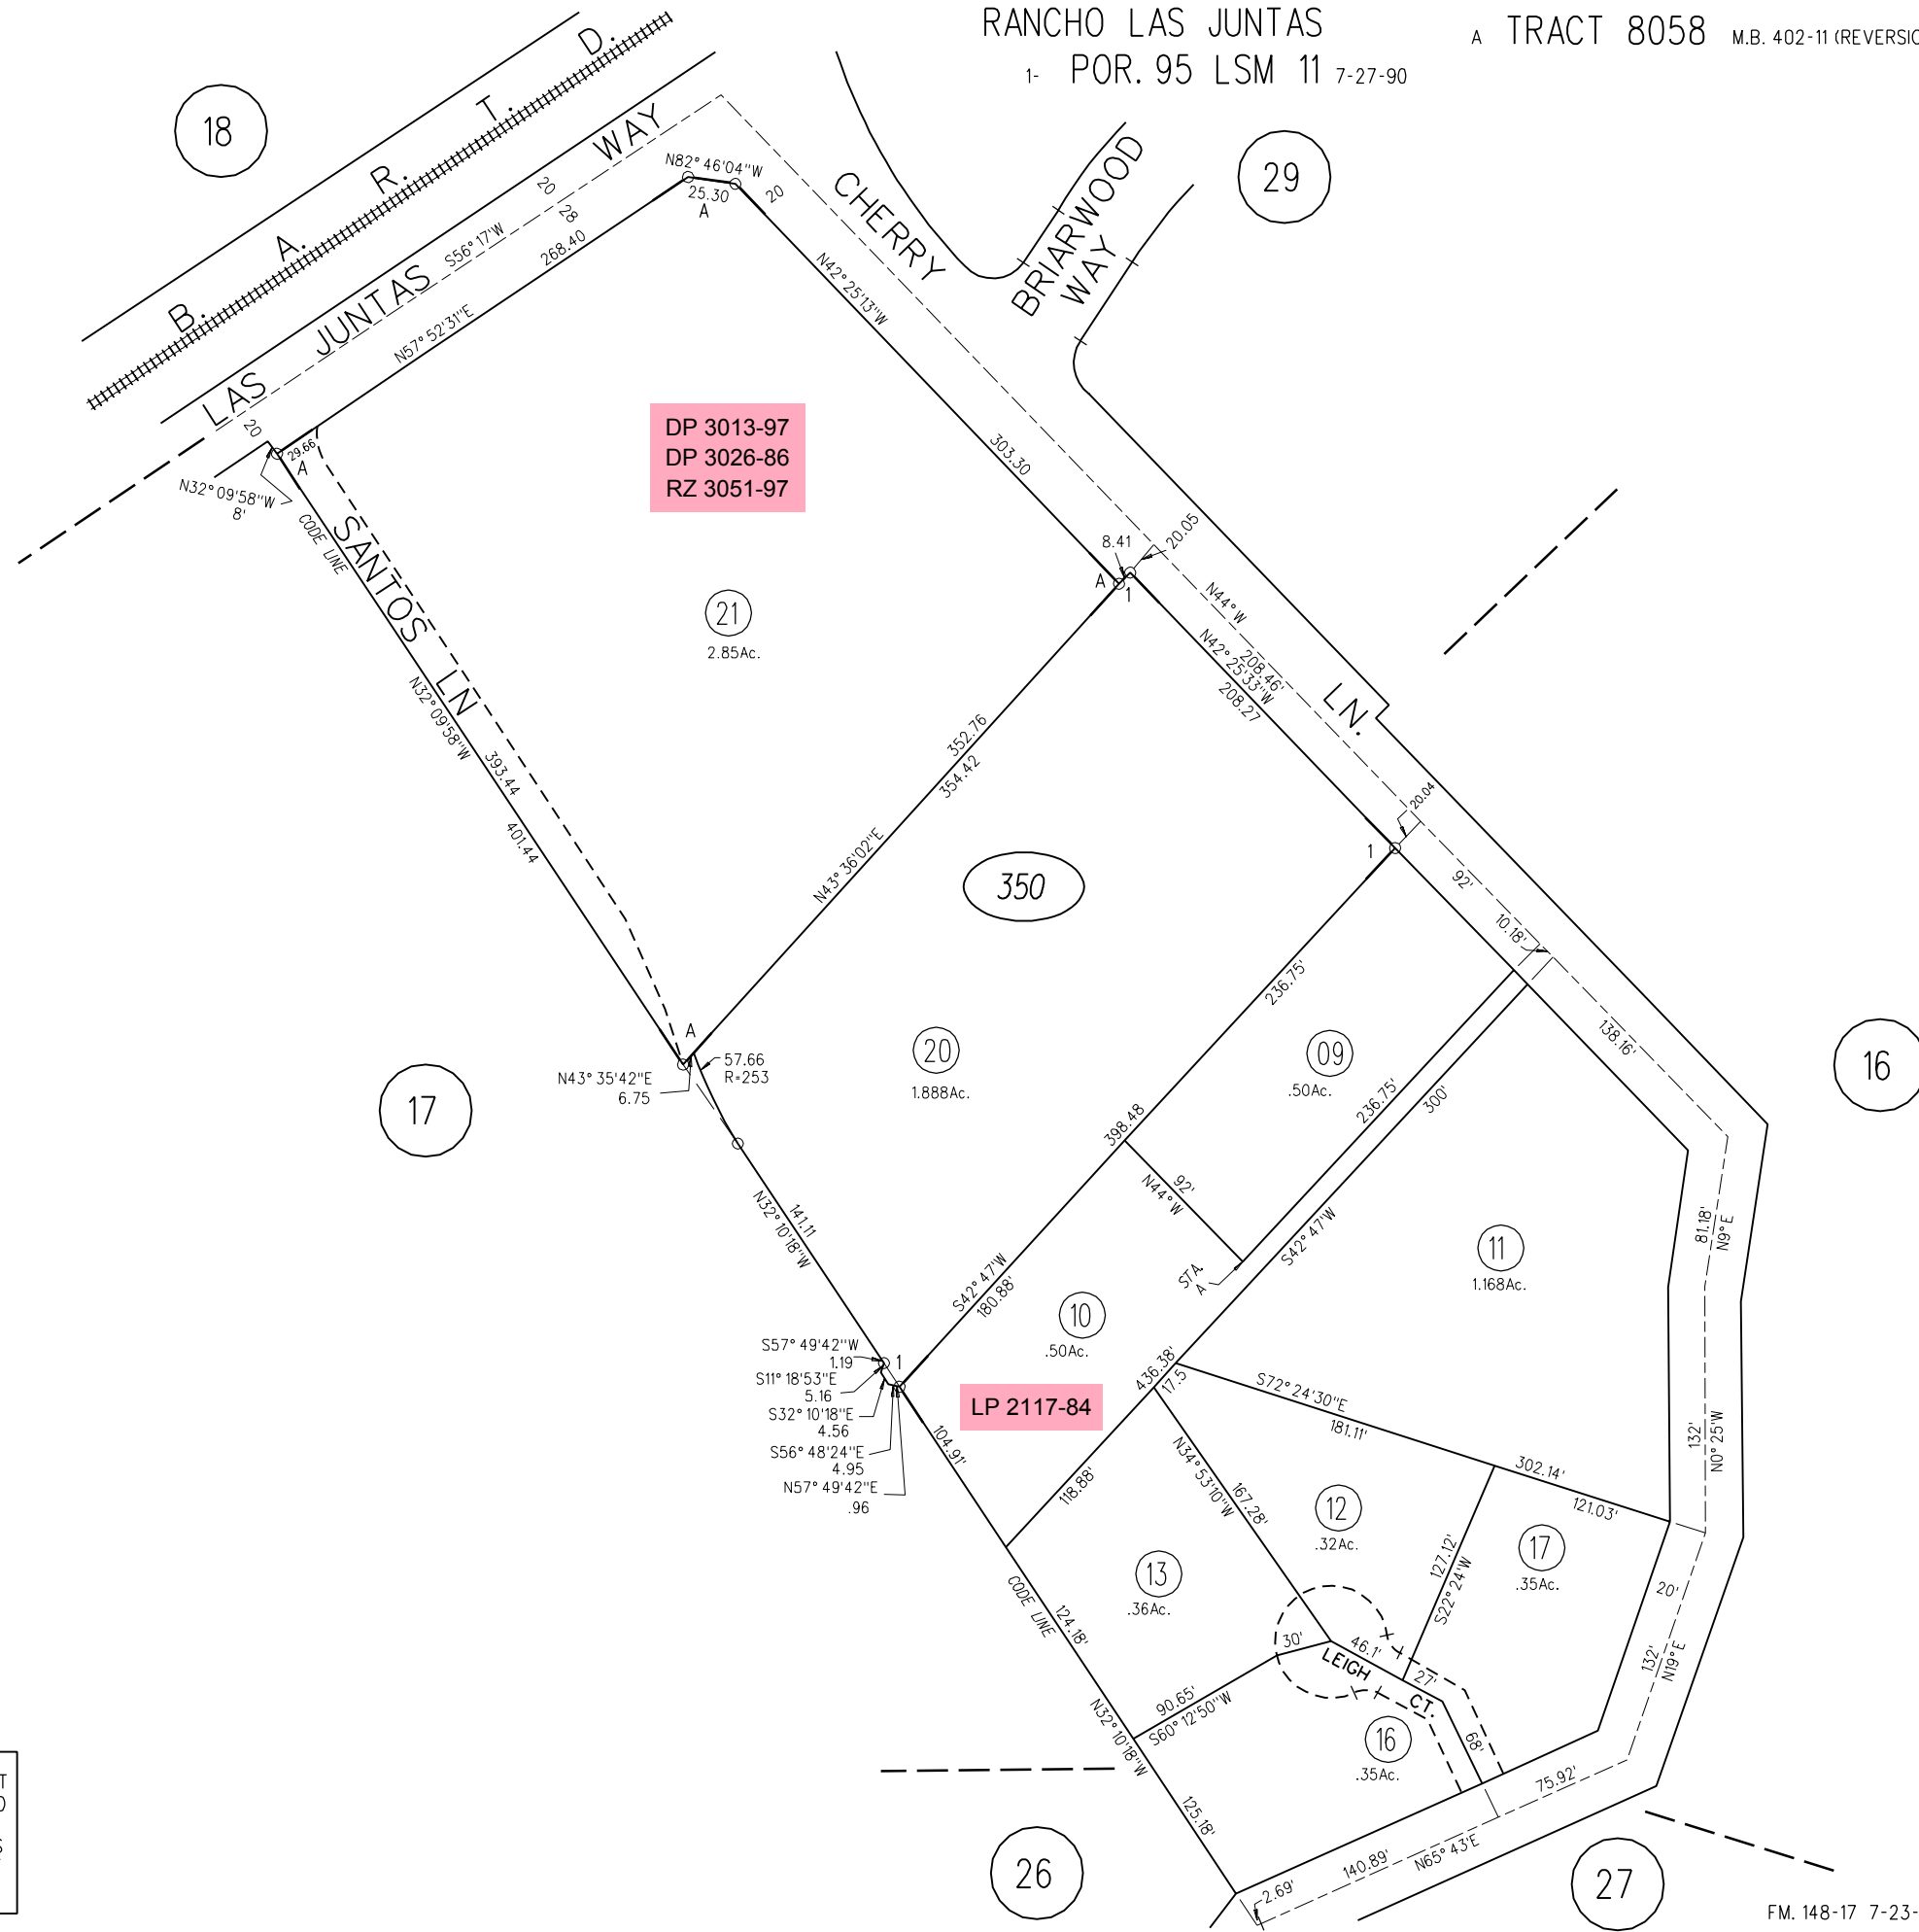 RANCHO LAS JUNTAS
1- POR. 95 LSM 11 7-27-90
A TRACT 8058 M.B. 402-11 (REVERSIO
18
29
B. A. R. T. D.
LAS JUNTAS WAY
CHERRY
LN.
BRIARWOOD
WAY
N82° 46'04"W
25.30
A
20
20
28
S56° 17'W
268.40
N57° 52'31"E
20
29.66
A
N32° 09'58"W
8'
CODE LINE
SANTOS LN
N32° 09'58"W
393.44
401.44
N42° 25'13"W
303.30
DP 3013-97
DP 3026-86
RZ 3051-97
21
2.85Ac.
8.41
20.05
A
1
N44° W
208.46'
N42° 25'33"W
208.27
352.76
354.42
N43° 36'02"E
350
20.04
1
92'
10.18'
138.16'
236.75'
20
1.888Ac.
09
.50Ac.
236.75'
300'
16
17
A
57.66
R=253
N43° 35'42"E
6.75
398.48
92'
N44° W
141.11
N32° 10'18"W
S42° 47'W
180.88'
STA.
A
S42° 47'W
11
1.168Ac.
81.18'
N9° E
10
.50Ac.
S57° 49'42"W
1.19
1
S11° 18'53"E
5.16
S32° 10'18"E
4.56
S56° 48'24"E
4.95
N57° 49'42"E
.96
LP 2117-84
104.91'
436.38'
17.5
118.88'
S72° 24'30"E
181.11'
302.14'
121.03'
132'
N0° 25'W
N34° 53'10"W
167.28'
12
.32Ac.
127.12'
S22° 24'W
17
.35Ac.
20'
13
.36Ac.
CODE LINE
124.18'
30'
46.1'
27'
LEIGH CT.
68'
132'
N19° E
90.65'
S60° 12'50"W
N32° 10'18"W
16
.35Ac.
125.18'
75.92'
140.89'
N65° 43'E
2.69'
26
27
T
S
FM. 148-17 7-23-